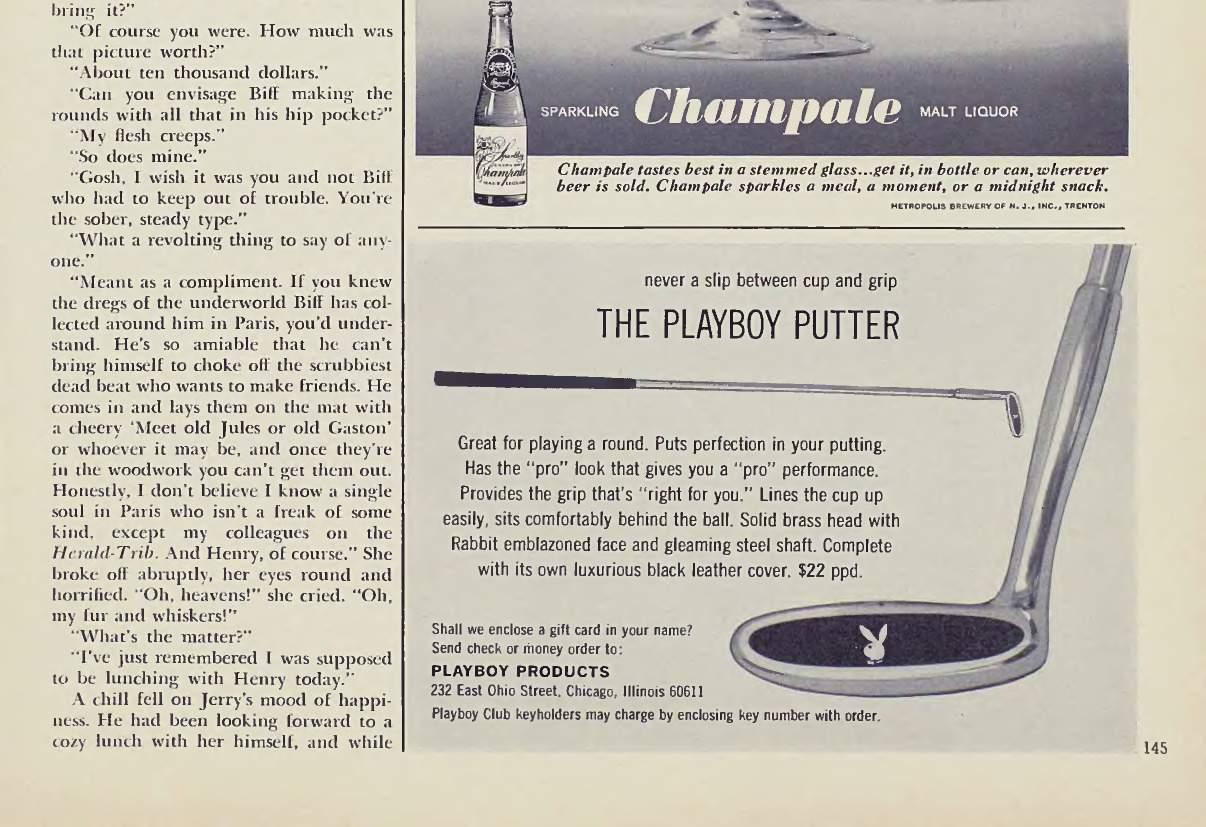 bring it?"
"Of course you were. How much was
that picture worth?"
"About ten thousand dollars."
"Can you envisage Biff making the
rounds with all that in his hip pocket?"
"My flesh creeps."
"So does mine."
"Gosh, I wish it was you and not Biff
who had to keep out of trouble. You're
the sober, steady type."
"What a revolting thing to say of any-
one."
"Meant as a compliment. If you knew
the dregs of the underworld Biff has col-
lected around him in Paris, you'd under-
stand. He's so amiable that he can't
bring himself to choke off the scrubbiest
dead beat who wants to make friends. He
comes in and lays them on the mat with
a cheery 'Meet old Jules or old Gaston'
or whoever it may be, and once they're
in the woodwork you can't get them out.
Honestly, I don't believe I know a single
soul in Paris who isn't a freak of some
kind, except my colleagues on the
Herald-Trib. And Henry, of course." She
broke off abruptly, her eyes round and
horrified. "Oh, heavens!" she cried. "Oh,
my fur and whiskers!"
"What's the matter?"
"I've just remembered I was supposed
to be lunching with Henry today."
A chill fell on Jerry's mood of happi-
ness. He had been looking forward to a
cozy lunch with her himself, and while
SPARKLING Champale MALT LIQUOR
Sparkling
Champale
MALT LIQUOR
Champale tastes best in a stemmed glass...get it, in bottle or can, wherever
beer is sold. Champale sparkles a meal, a moment, or a midnight snack.
METROPOLIS BREWERY OF N. J., INC., TRENTON
never a slip between cup and grip
THE PLAYBOY PUTTER
Great for playing a round. Puts perfection in your putting.
Has the "pro" look that gives you a "pro" performance.
Provides the grip that's "right for you." Lines the cup up
easily, sits comfortably behind the ball. Solid brass head with
Rabbit emblazoned face and gleaming steel shaft. Complete
with its own luxurious black leather cover. $22 ppd.
Shall we enclose a gift card in your name?
Send check or money order to:
PLAYBOY PRODUCTS
232 East Ohio Street, Chicago, Illinois 60611
Playboy Club keyholders may charge by enclosing key number with order.
145